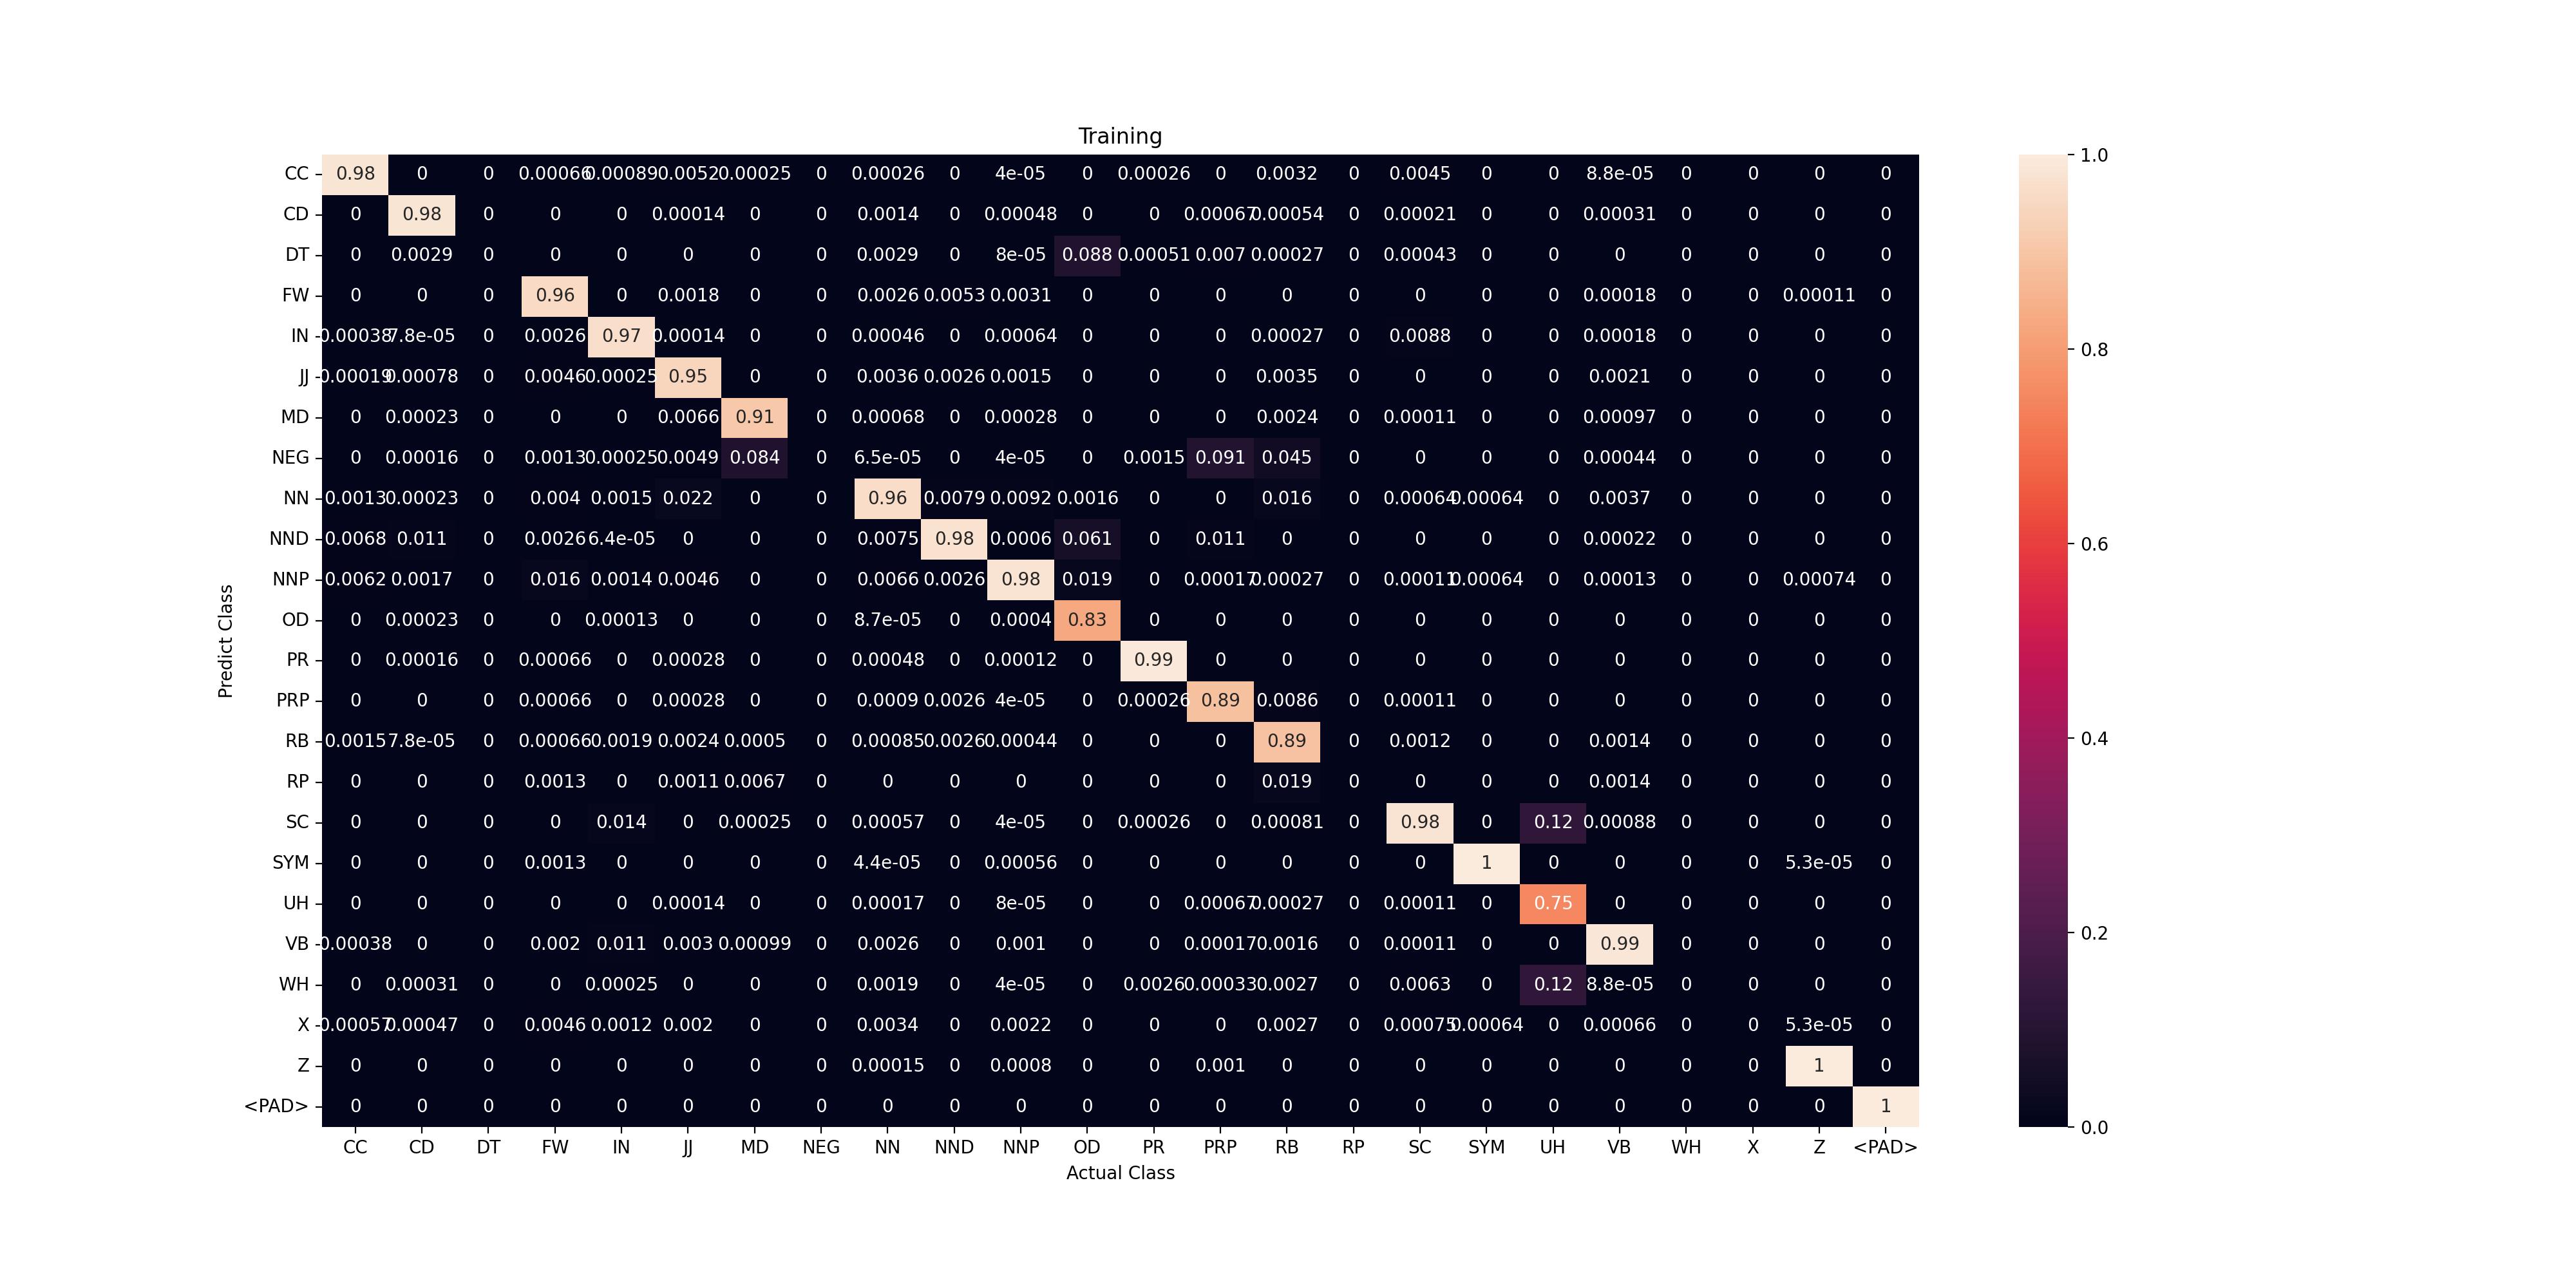 Training
CC 0.98 0 0 0.00066 0.00089 0.0052 0.00025 0 0.00026 0 4e-05 0 0.00026 0 0.0032 0 0.0045 0 0 8.8e-05 0 0 0 0 1.0
CD 0 0.98 0 0 0 0.00014 0 0 0.0014 0 0.00048 0 0 0.00067 0.00054 0 0.00021 0 0 0.00031 0 0 0 0
DT 0 0.0029 0 0 0 0 0 0 0.0029 0 8e-05 0.088 0.00051 0.007 0.00027 0 0.00043 0 0 0 0 0 0 0
FW 0 0 0 0.96 0 0.0018 0 0 0.0026 0.0053 0.0031 0 0 0 0 0 0 0 0 0.00018 0 0 0.00011 0
IN 0.00038 7.8e-05 0 0.0026 0.97 0.00014 0 0 0.00046 0 0.00064 0 0 0 0.00027 0 0.0088 0 0 0.00018 0 0 0 0 0.8
JJ 0.00019 0.00078 0 0.0046 0.00025 0.95 0 0 0.0036 0.0026 0.0015 0 0 0 0.0035 0 0 0 0 0.0021 0 0 0 0
MD 0 0.00023 0 0 0 0.0066 0.91 0 0.00068 0 0.00028 0 0 0 0.0024 0 0.00011 0 0 0.00097 0 0 0 0
NEG 0 0.00016 0 0.0013 0.00025 0.0049 0.084 0 6.5e-05 0 4e-05 0 0.0015 0.091 0.045 0 0 0 0 0.00044 0 0 0 0
NN 0.0013 0.00023 0 0.004 0.0015 0.022 0 0 0.96 0.0079 0.0092 0.0016 0 0 0.016 0 0.00064 0.00064 0 0.0037 0 0 0 0
NND 0.0068 0.011 0 0.0026 6.4e-05 0 0 0 0.0075 0.98 0.0006 0.061 0 0.011 0 0 0 0 0 0.00022 0 0 0 0 0.6
NNP 0.0062 0.0017 0 0.016 0.0014 0.0046 0 0 0.0066 0.0026 0.98 0.019 0 0.00017 0.00027 0 0.00011 0.00064 0 0.00013 0 0 0.00074 0
OD 0 0.00023 0 0 0.00013 0 0 0 8.7e-05 0 0.0004 0.83 0 0 0 0 0 0 0 0 0 0 0 0
Predict Class
PR 0 0.00016 0 0.00066 0 0.00028 0 0 0.00048 0 0.00012 0 0.99 0 0 0 0 0 0 0 0 0 0 0
PRP 0 0 0 0.00066 0 0.00028 0 0 0.0009 0.0026 4e-05 0 0.00026 0.89 0.0086 0 0.00011 0 0 0 0 0 0 0
RB 0.0015 7.8e-05 0 0.00066 0.0019 0.0024 0.0005 0 0.00085 0.0026 0.00044 0 0 0 0.89 0 0.0012 0 0 0.0014 0 0 0 0 0.4
RP 0 0 0 0.0013 0 0.0011 0.0067 0 0 0 0 0 0 0 0.019 0 0 0 0 0.0014 0 0 0 0
SC 0 0 0 0 0.014 0 0.00025 0 0.00057 0 4e-05 0 0.00026 0 0.00081 0 0.98 0 0.12 0.00088 0 0 0 0
SYM 0 0 0 0.0013 0 0 0 0 4.4e-05 0 0.00056 0 0 0 0 0 0 1 0 0 0 0 5.3e-05 0
UH 0 0 0 0 0 0.00014 0 0 0.00017 0 8e-05 0 0 0.00067 0.00027 0 0.00011 0 0.75 0 0 0 0 0
VB 0.00038 0 0 0.002 0.011 0.003 0.00099 0 0.0026 0 0.001 0 0 0.00017 0.0016 0 0.00011 0 0 0.99 0 0 0 0 0.2
WH 0 0.00031 0 0 0.00025 0 0 0 0.0019 0 4e-05 0 0.0026 0.00033 0.0027 0 0.0063 0 0.12 8.8e-05 0 0 0 0
X 0.00057 0.00047 0 0.0046 0.0012 0.002 0 0 0.0034 0 0.0022 0 0 0 0.0027 0 0.00075 0.00064 0 0.00066 0 0 5.3e-05 0
Z 0 0 0 0 0 0 0 0 0.00015 0 0.0008 0 0 0.001 0 0 0 0 0 0 0 0 1 0
<PAD> 0 0 0 0 0 0 0 0 0 0 0 0 0 0 0 0 0 0 0 0 0 0 0 1 0.0
CC CD DT FW IN JJ MD NEG NN NND NNP OD PR PRP RB RP SC SYM UH VB WH X Z <PAD>
Actual Class